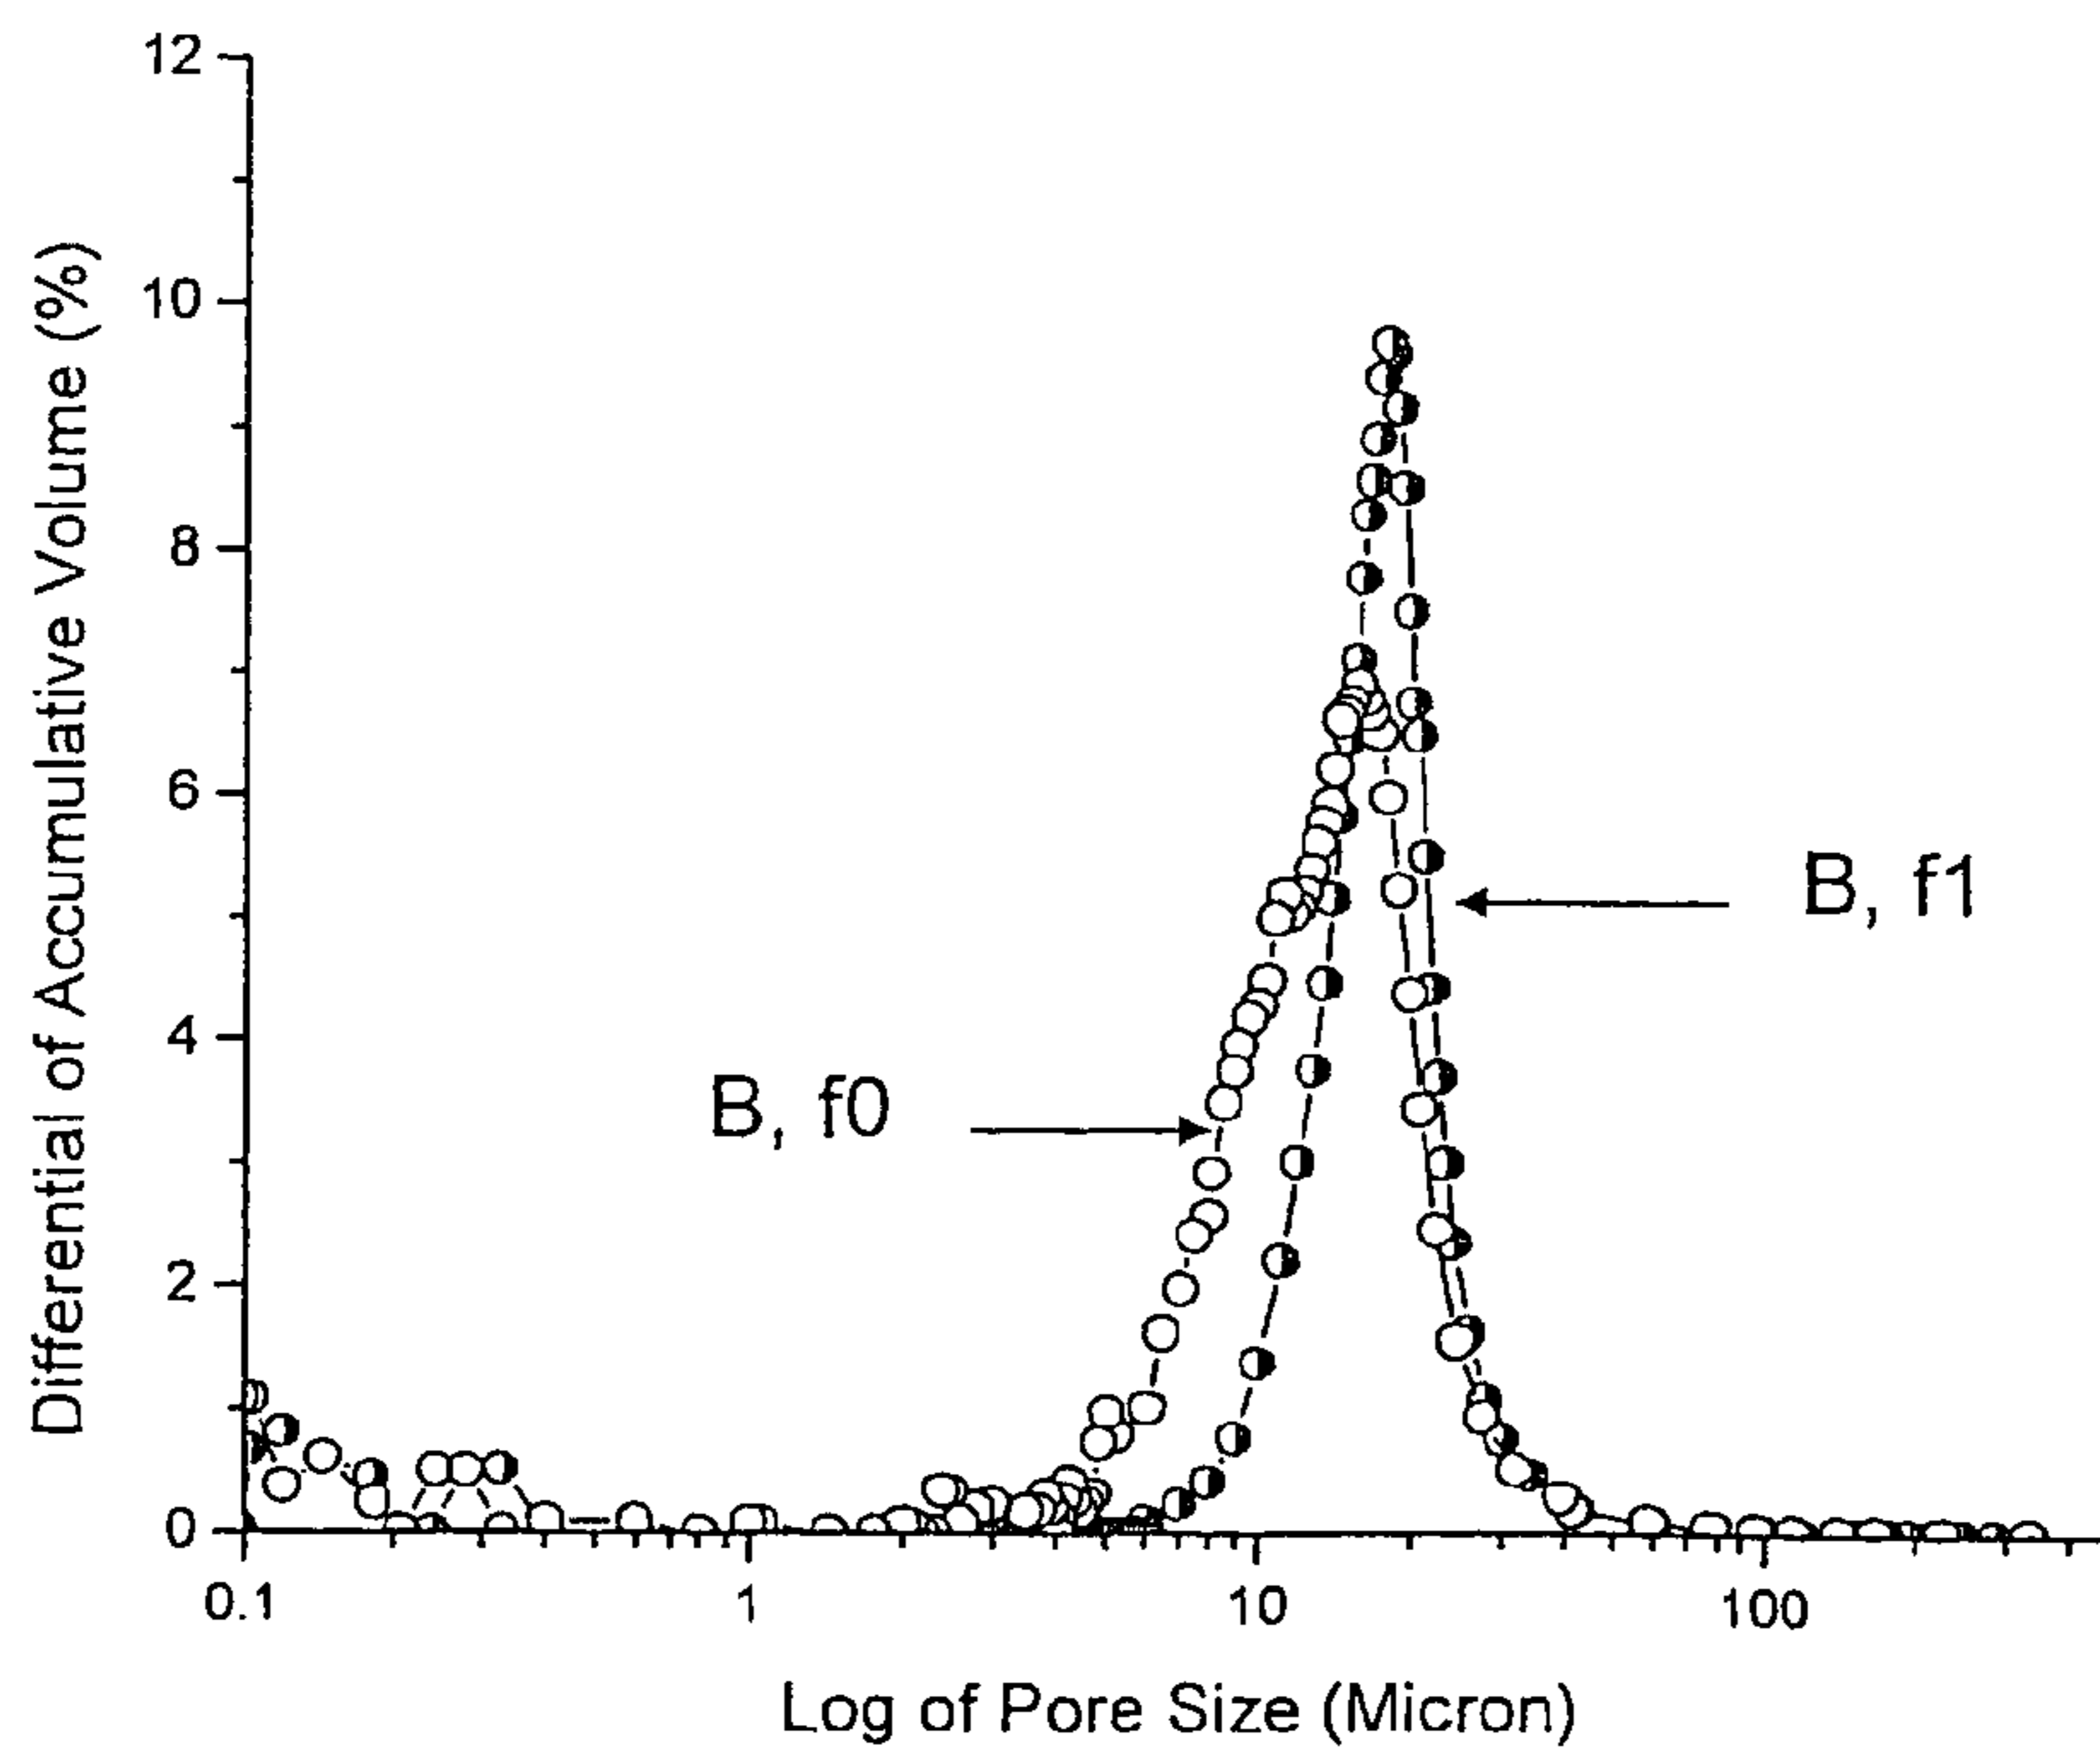 Differential of Accumulative Volume (%)
12
10
8
6
4
2
0
B, f1
B, f0
0.1
1
10
100
Log of Pore Size (Micron)